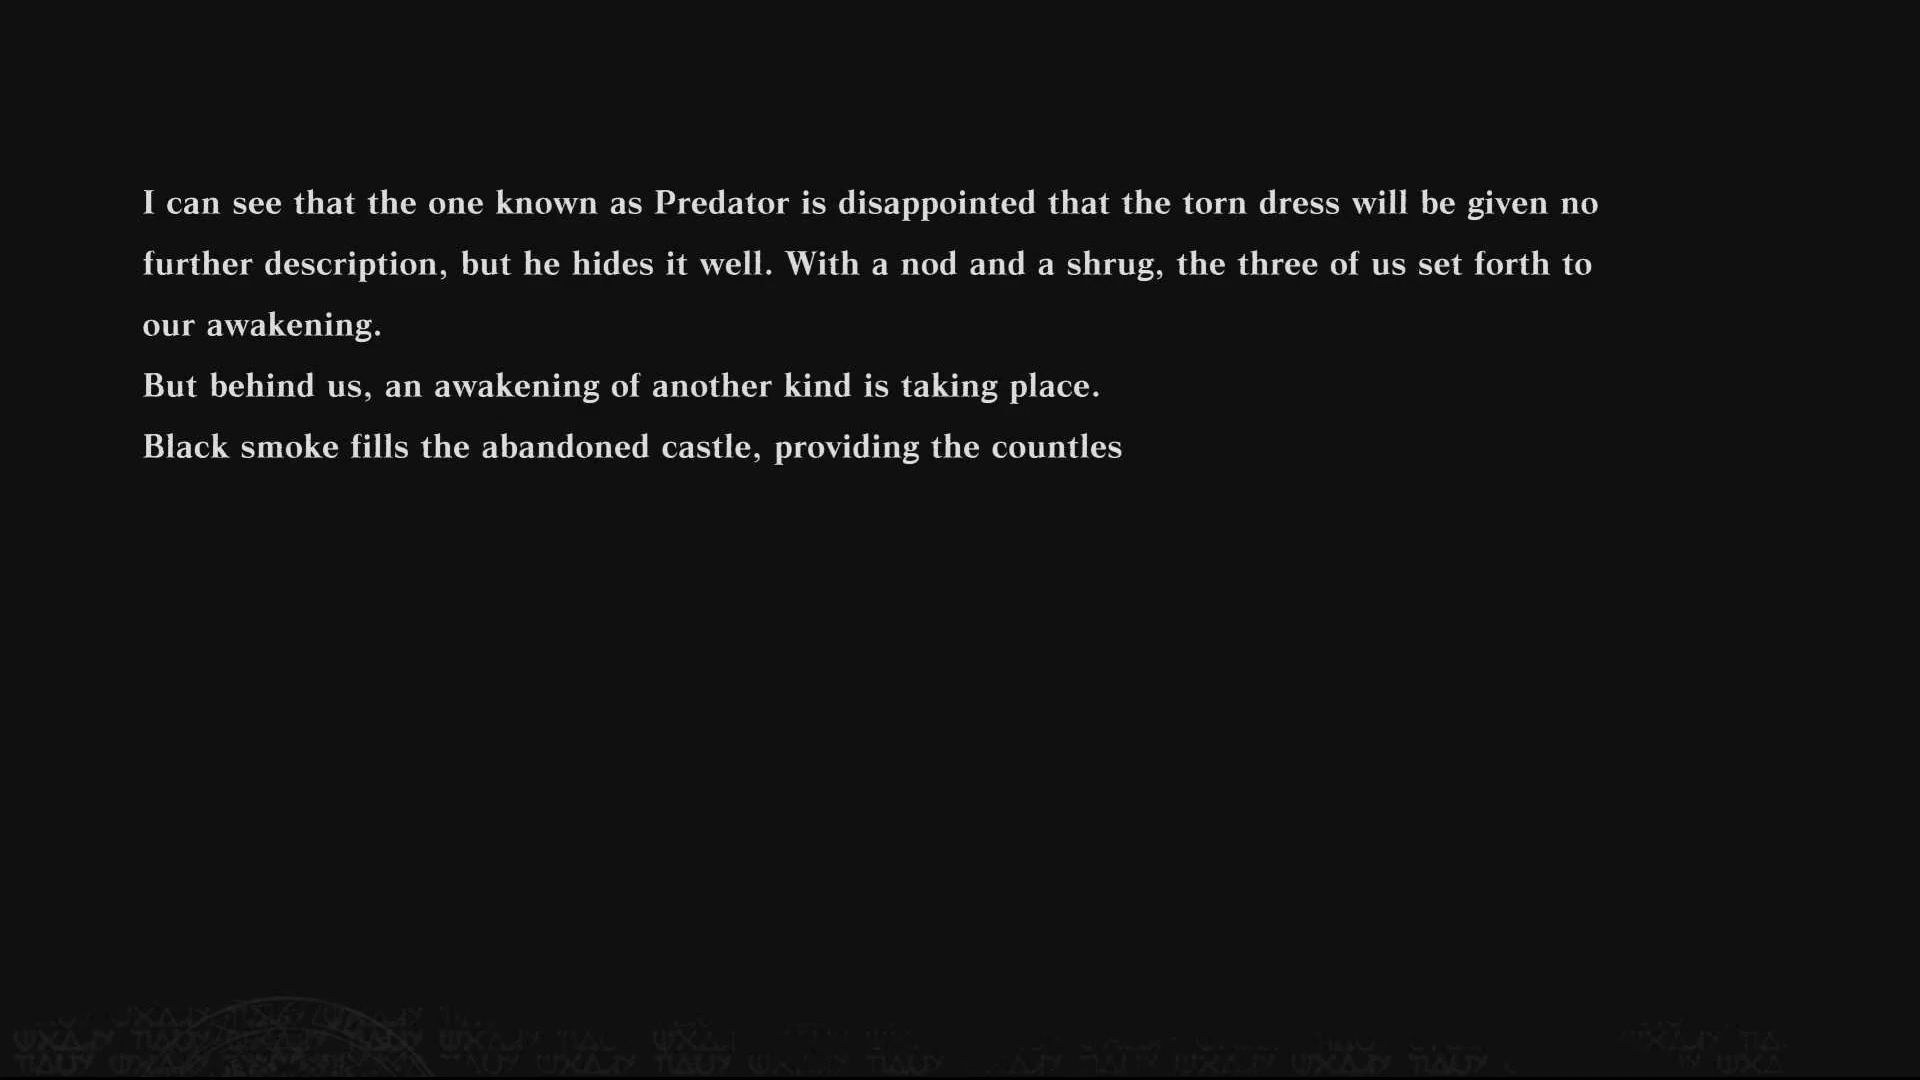 I can see that the one known as Predator is disappointed that the torn dress will be given no
further description, but he hides it well. With a nod and a shrug, the three of us set forth to
our awakening.
But behind us, an awakening of another kind is taking place.
Black smoke fills the abandoned castle, providing the countles